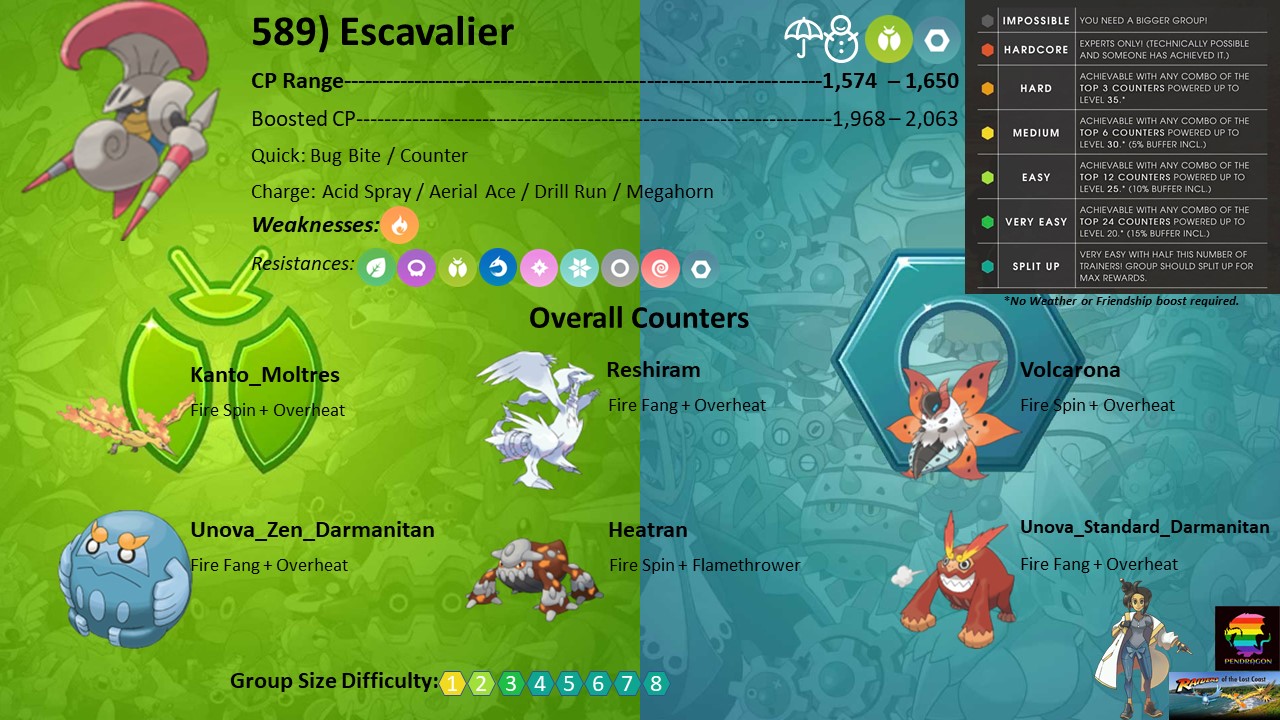 589) Escavalier
CP Range----------------------------------------------------------------------1,574 – 1,650
Boosted CP----------------------------------------------------------------------1,968 – 2,063
Quick: Bug Bite / Counter
Charge: Acid Spray / Aerial Ace / Drill Run / Megahorn
Weaknesses:
Resistances:
IMPOSSIBLE YOU NEED A BIGGER GROUP!
HARDCORE EXPERTS ONLY! (TECHNICALLY POSSIBLE
AND SOMEONE HAS ACHIEVED IT.)
HARD ACHIEVABLE WITH ANY COMBO OF THE
TOP 3 COUNTERS POWERED UP TO
LEVEL 35.*
MEDIUM ACHIEVABLE WITH ANY COMBO OF THE
TOP 6 COUNTERS POWERED UP TO
LEVEL 30.* (5% BUFFER INCL.)
EASY ACHIEVABLE WITH ANY COMBO OF THE
TOP 12 COUNTERS POWERED UP TO
LEVEL 25.* (10% BUFFER INCL.)
VERY EASY ACHIEVABLE WITH ANY COMBO OF THE
TOP 24 COUNTERS POWERED UP TO
LEVEL 20.* (15% BUFFER INCL.)
SPLIT UP VERY EASY WITH HALF THIS NUMBER OF
TRAINERS! GROUP SHOULD SPLIT UP FOR
MAX REWARDS.
*No Weather or Friendship boost required.
Overall Counters
Kanto_Moltres
Fire Spin + Overheat
Reshiram
Fire Fang + Overheat
Volcarona
Fire Spin + Overheat
Unova_Zen_Darmanitan
Fire Fang + Overheat
Heatran
Fire Spin + Flamethrower
Unova_Standard_Darmanitan
Fire Fang + Overheat
Group Size Difficulty: 1 2 3 4 5 6 7 8
PENDRAGON
RAIDERS of the Lost Coast